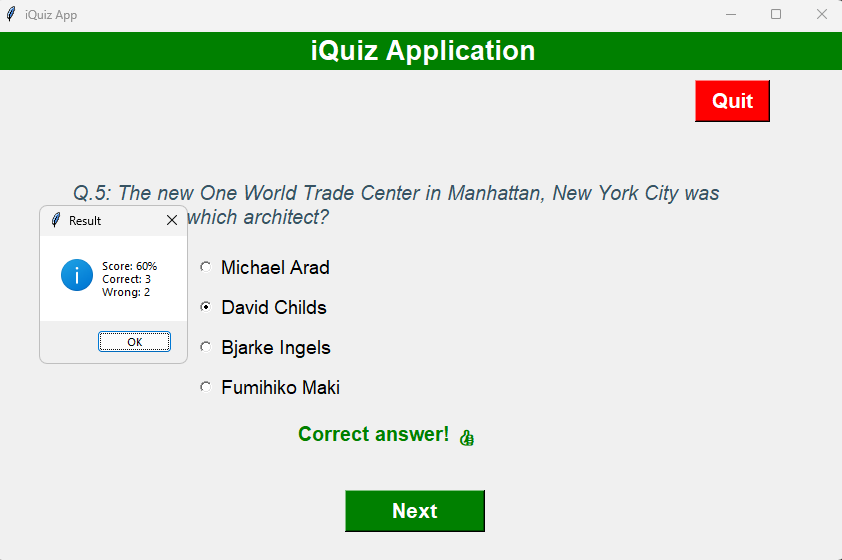 iQuiz App
iQuiz Application
Quit
Q.5: The new One World Trade Center in Manhattan, New York City was
which architect?
Result
Score: 60%
Correct: 3
Wrong: 2
OK
Michael Arad
David Childs
Bjarke Ingels
Fumihiko Maki
Correct answer! 👍
Next